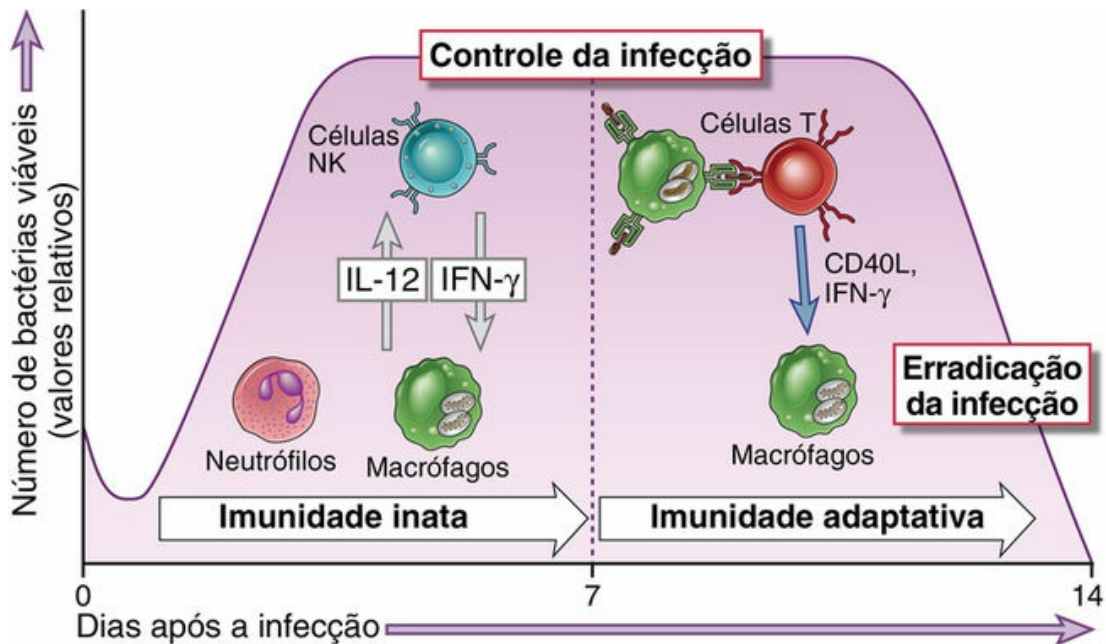 Número de bactérias viáveis
(valores relativos)
Controle da infecção
Células
NK
IL-12
IFN-γ
Neutrófilos
Macrófagos
Células T
CD40L,
IFN-γ
Macrófagos
Erradicação
da infecção
Imunidade inata
Imunidade adaptativa
0
7
14
Dias após a infecção